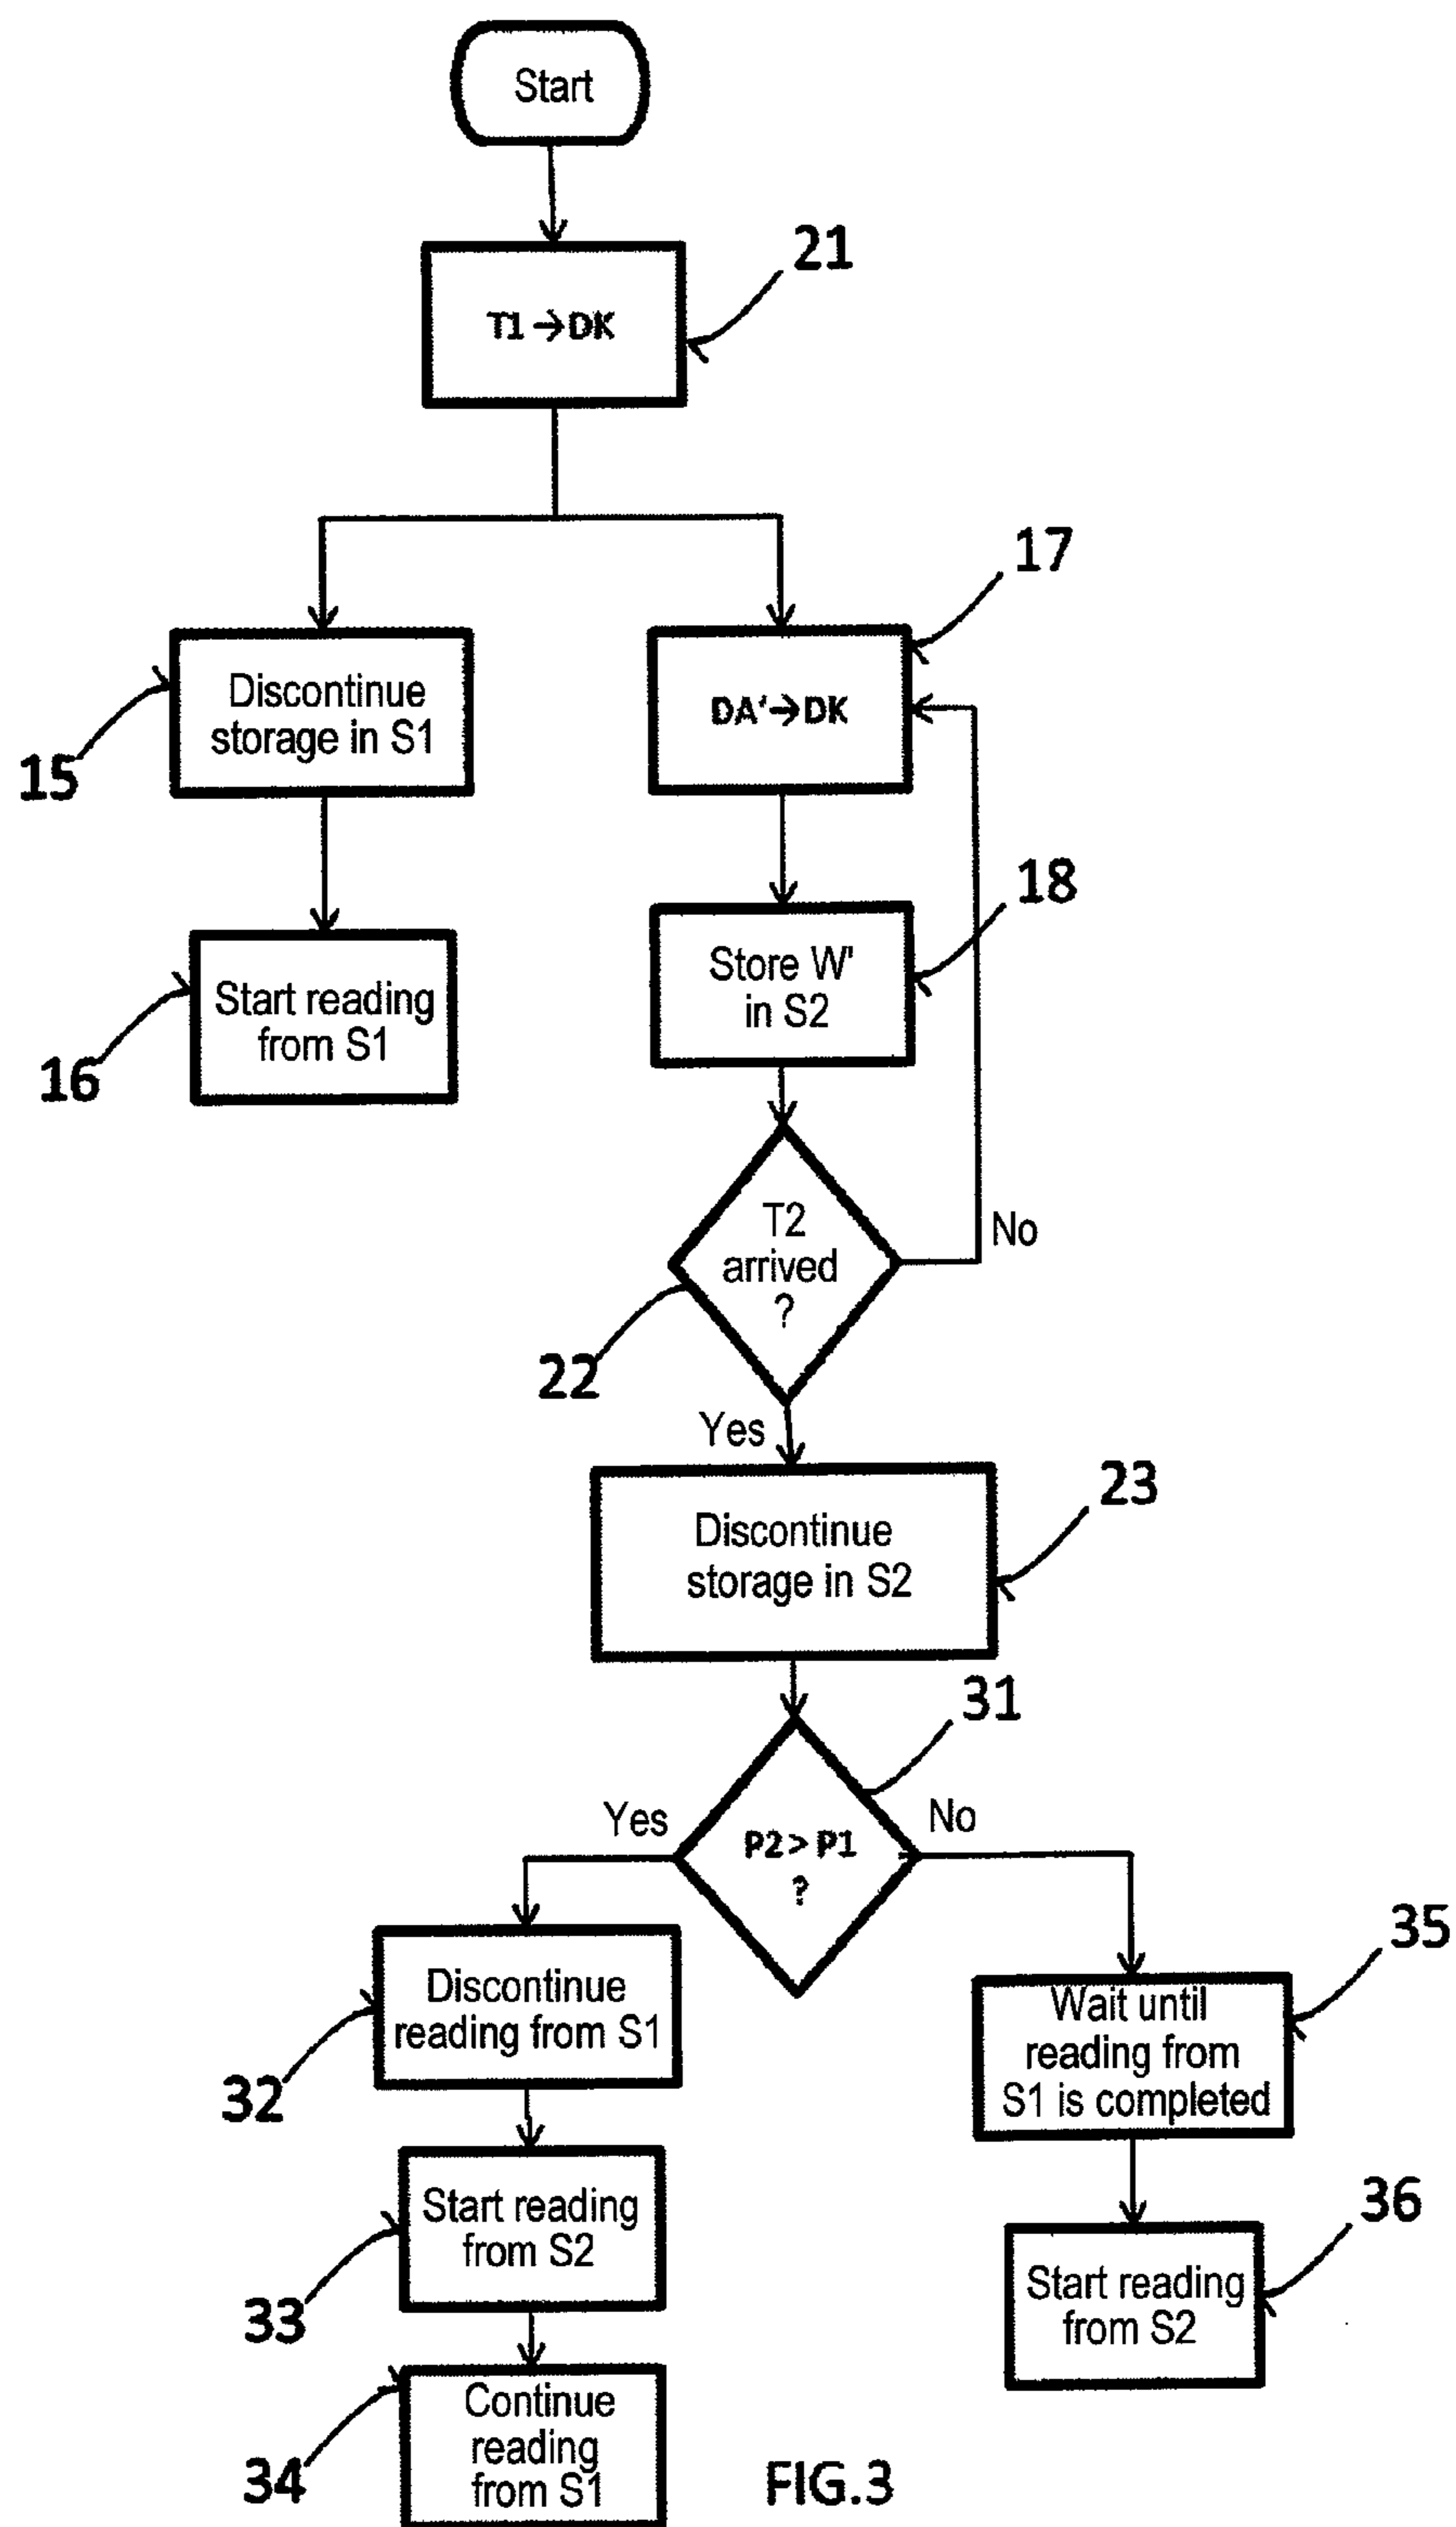 Start
21
T1→DK
17
Discontinue
storage in S1
15
DA'→DK
18
Store W'
in S2
Start reading
from S1
16
T2
arrived
?
No
22
Yes
23
Discontinue
storage in S2
31
Yes
P2 > P1
?
No
35
Discontinue
reading from S1
32
Wait until
reading from
S1 is completed
36
Start reading
from S2
33
Start reading
from S2
Continue
reading
from S1
34
FIG.3